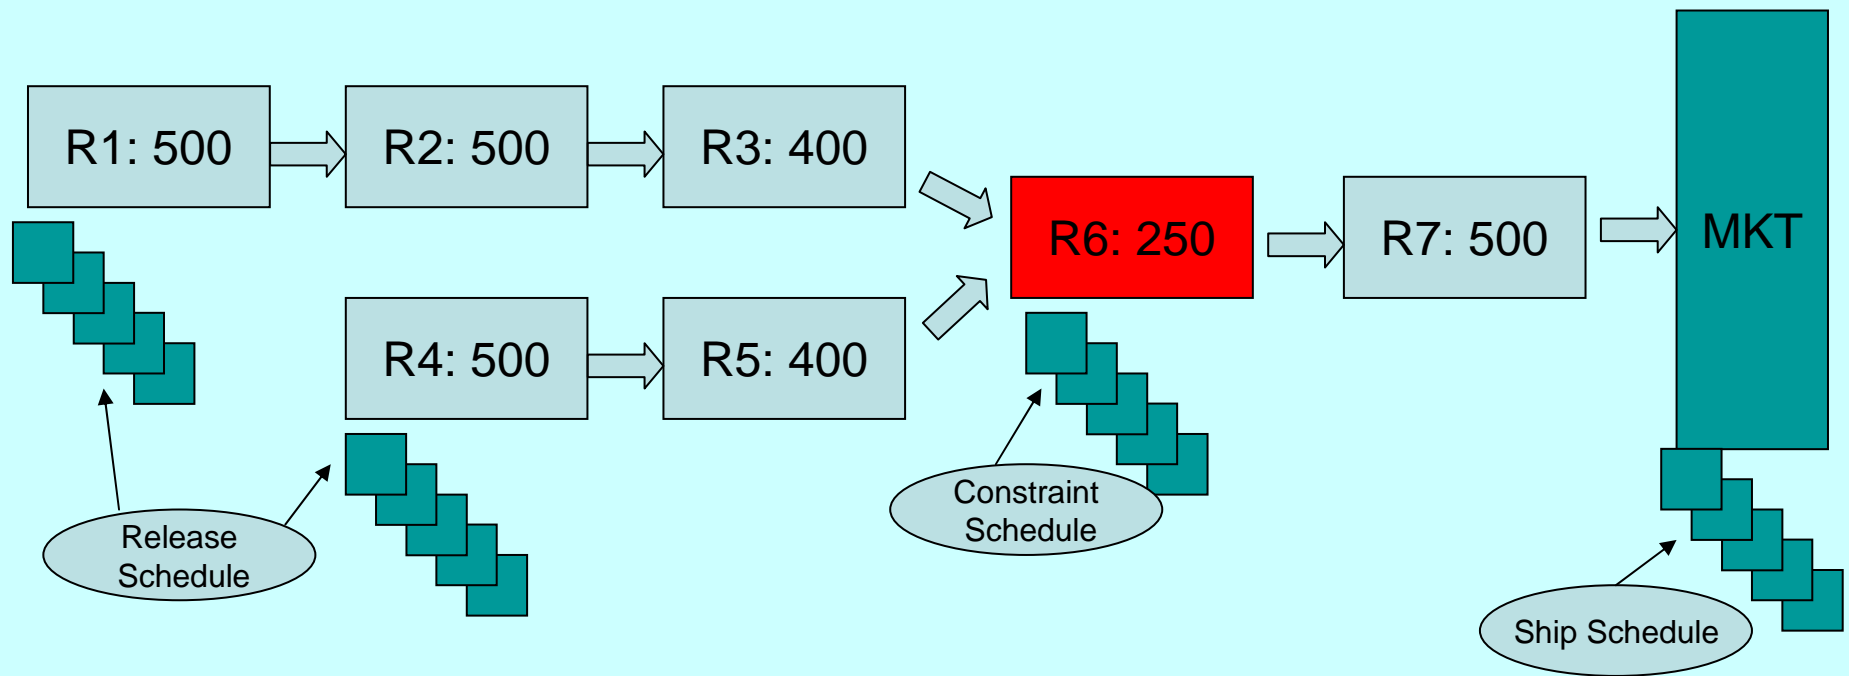 R1: 500
R2: 500
R3: 400
R6: 250
R7: 500
MKT
R4: 500
R5: 400
Release
Schedule
Constraint
Schedule
Ship Schedule